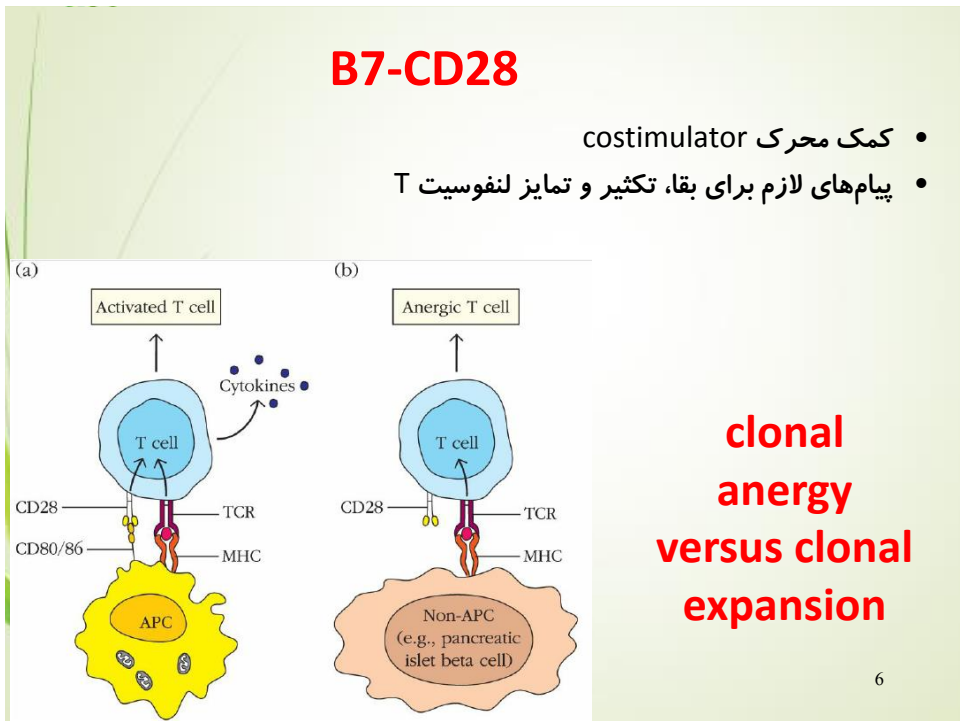 B7-CD28
• کمک محرک costimulator
• پیام‌های لازم برای بقا، تکثیر و تمایز لنفوسیت T
(a)
Activated T cell
Cytokines
T cell
CD28
TCR
CD80/86
MHC
APC
(b)
Anergic T cell
T cell
CD28
TCR
MHC
Non-APC
(e.g., pancreatic
islet beta cell)
clonal
anergy
versus clonal
expansion
6